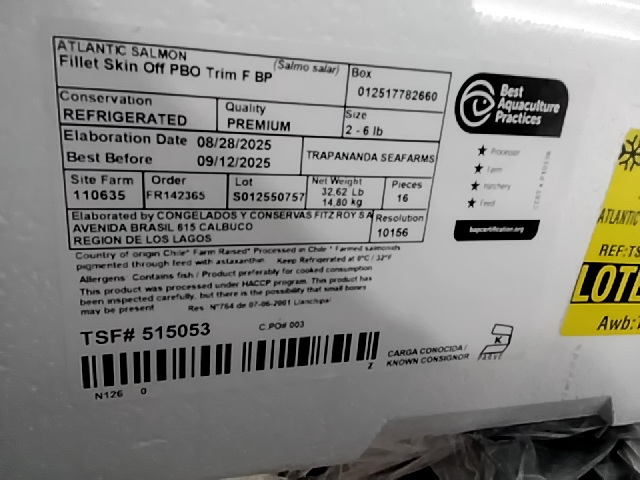 ATLANTIC SALMON
(Salmo salar)
Fillet Skin Off PBO Trim F BP
Box
012517782660
Conservation
REFRIGERATED
Quality
PREMIUM
Size
2 - 6 lb
Elaboration Date 08/28/2025
Best Before 09/12/2025
TRAPANANDA SEAFARMS
Site Farm
110635
Order
FR142365
Lot
S012550757
Net Weight
32.62 Lb
14.80 kg
Pieces
16
Elaborated by CONGELADOS Y CONSERVAS FITZ ROY S A
AVENIDA BRASIL 815 CALBUCO
REGION DE LOS LAGOS
Resolution
10156
Country of origin Chile* Farm Raised* Processed in Chile * Farmed salmonids
pigmented through feed with astaxanthin. Keep Refrigerated at 0°C / 32°F
Allergens: Contains fish / Product preferably for cooked consumption
This product was processed under HACCP program. This product has
been inspected carefully, but there is the possibility that small bones
may be present Res. N°764 de 07-06-2001 Llanchipal
TSF# 515053
C.PO# 003
N126 0
Z
CARGA CONOCIDA /
KNOWN CONSIGNOR
K
PARVE
Best
Aquaculture
Practices
Processor
Farm
Hatchery
Feed
bapcertification.org
ATLANTIC
REF:TS
LOTE
Awb: